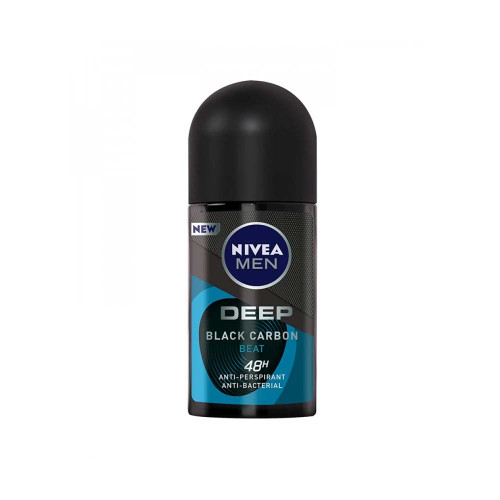 NEW
NIVEA
MEN
DEEP
BLACK CARBON
BEAT
48H
ANTI-PERSPIRANT
ANTI-BACTERIAL